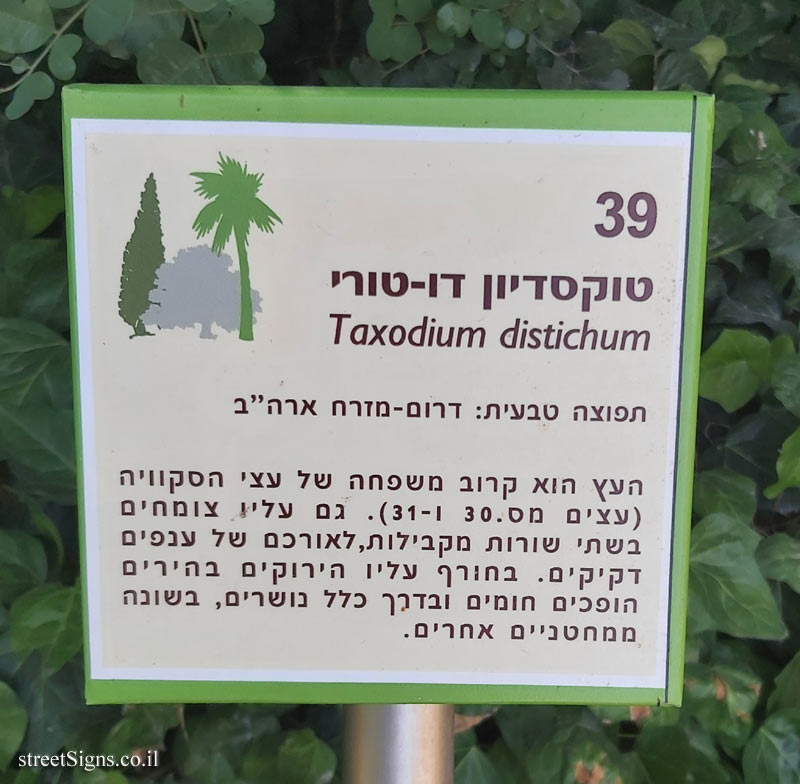 39
טוקסדיון דו-טורי
Taxodium distichum
תפוצה טבעית: דרום-מזרח ארה"ב
העץ הוא קרוב משפחה של עצי הסקוויה
(עצים מס.30 ו-31). גם עליו צומחים
בשתי שורות מקבילות,לאורכם של ענפים
דקיקים. בחורף עליו הירוקים בהירים
הופכים חומים ובדרך כלל נושרים, בשונה
ממחטניים אחרים.
streetSigns.co.il